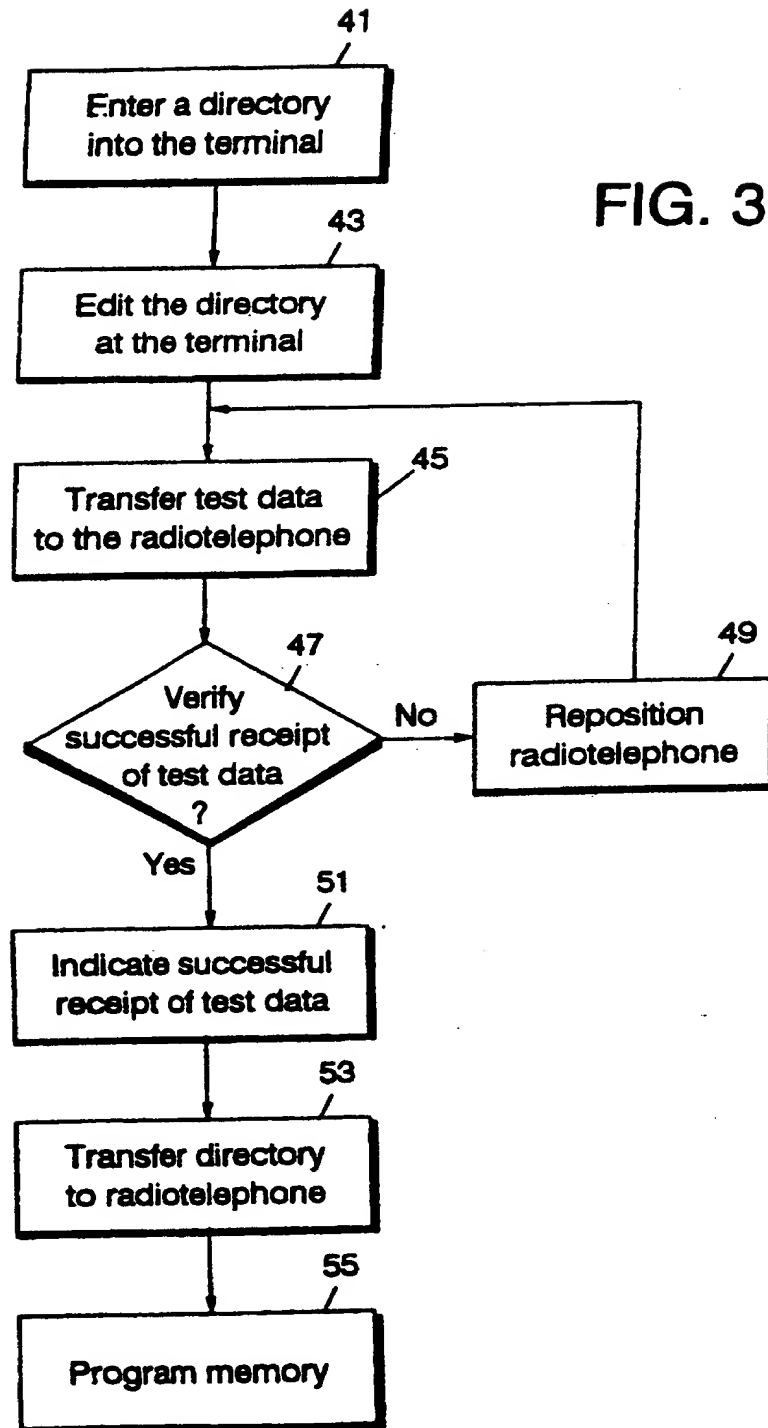 41
Enter a directory
into the terminal
FIG. 3
43
Edit the directory
at the terminal
45
Transfer test data
to the radiotelephone
47
Verify
successful receipt
of test data
?
No
49
Reposition
radiotelephone
Yes
51
Indicate successful
receipt of test data
53
Transfer directory
to radiotelephone
55
Program memory